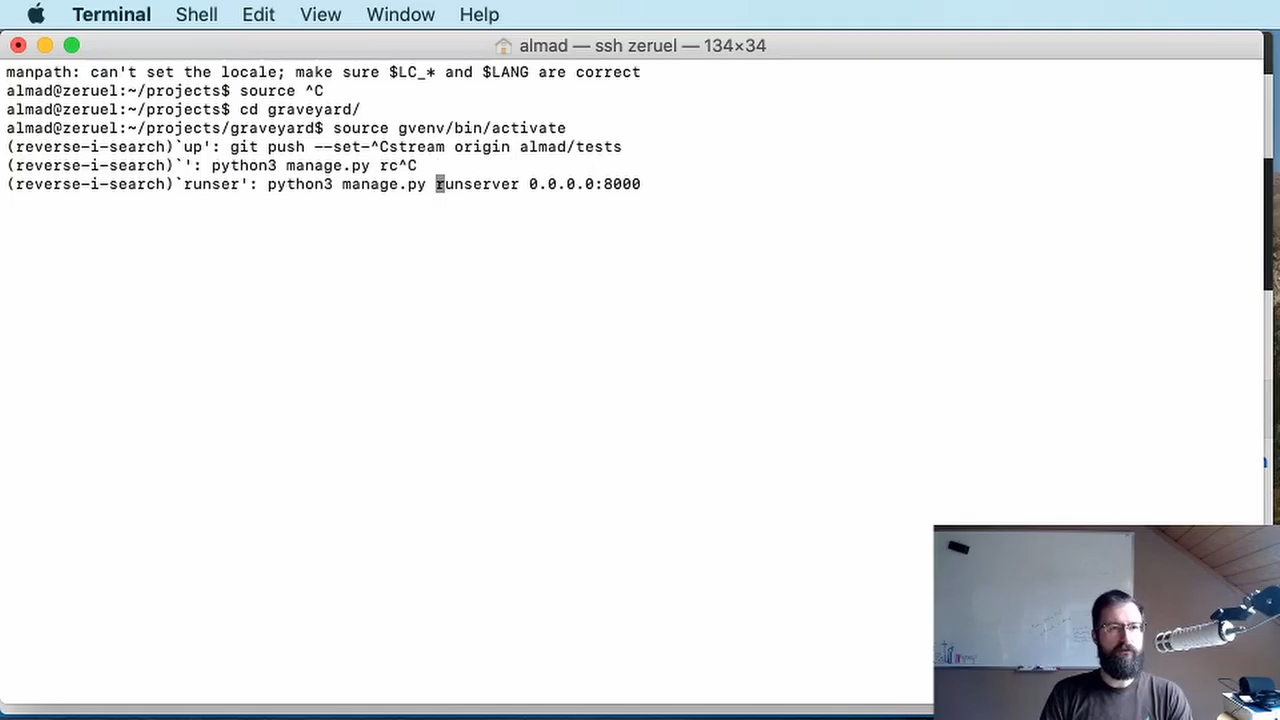 Terminal Shell Edit View Window Help
almad — ssh zeruel — 134×34
manpath: can't set the locale; make sure $LC_* and $LANG are correct
almad@zeruel:~/projects$ source ^C
almad@zeruel:~/projects$ cd graveyard/
almad@zeruel:~/projects/graveyard$ source gvenv/bin/activate
(reverse-i-search)`up': git push --set-^Cstream origin almad/tests
(reverse-i-search)`': python3 manage.py rc^C
(reverse-i-search)`runser': python3 manage.py runserver 0.0.0.0:8000